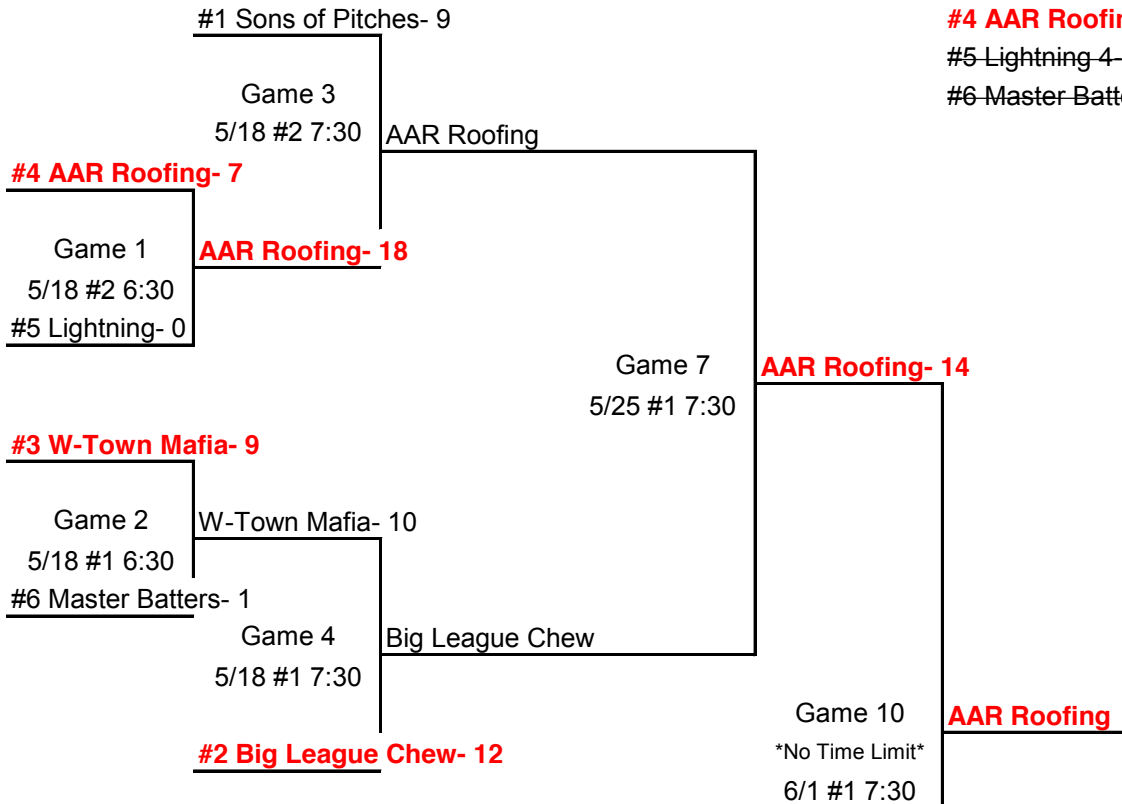 #1 Sons of Pitches- 9
#4 AAR Roofin
#5 Lightning 4-
#6 Master Batt
Game 3
5/18 #2 7:30
AAR Roofing
#4 AAR Roofing- 7
Game 1
5/18 #2 6:30
AAR Roofing- 18
#5 Lightning- 0
Game 7
5/25 #1 7:30
AAR Roofing- 14
#3 W-Town Mafia- 9
Game 2
5/18 #1 6:30
W-Town Mafia- 10
#6 Master Batters- 1
Game 4
5/18 #1 7:30
Big League Chew
#2 Big League Chew- 12
Game 10
*No Time Limit*
6/1 #1 7:30
AAR Roofing